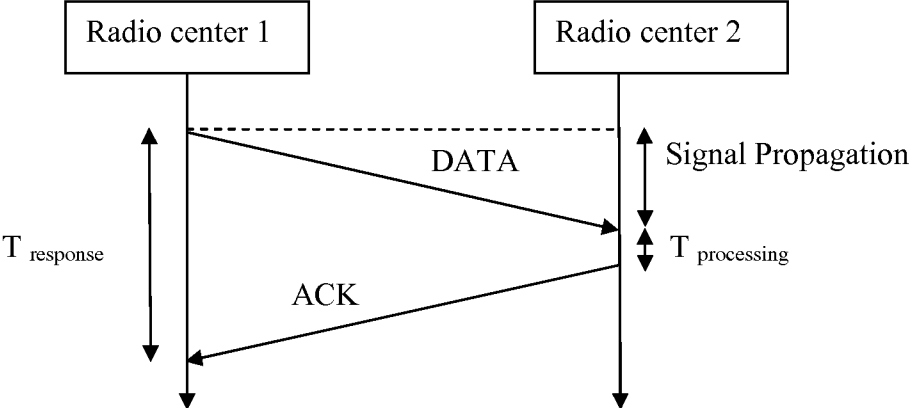 Radio center 1
Radio center 2
DATA
Signal Propagation
T response
T processing
ACK